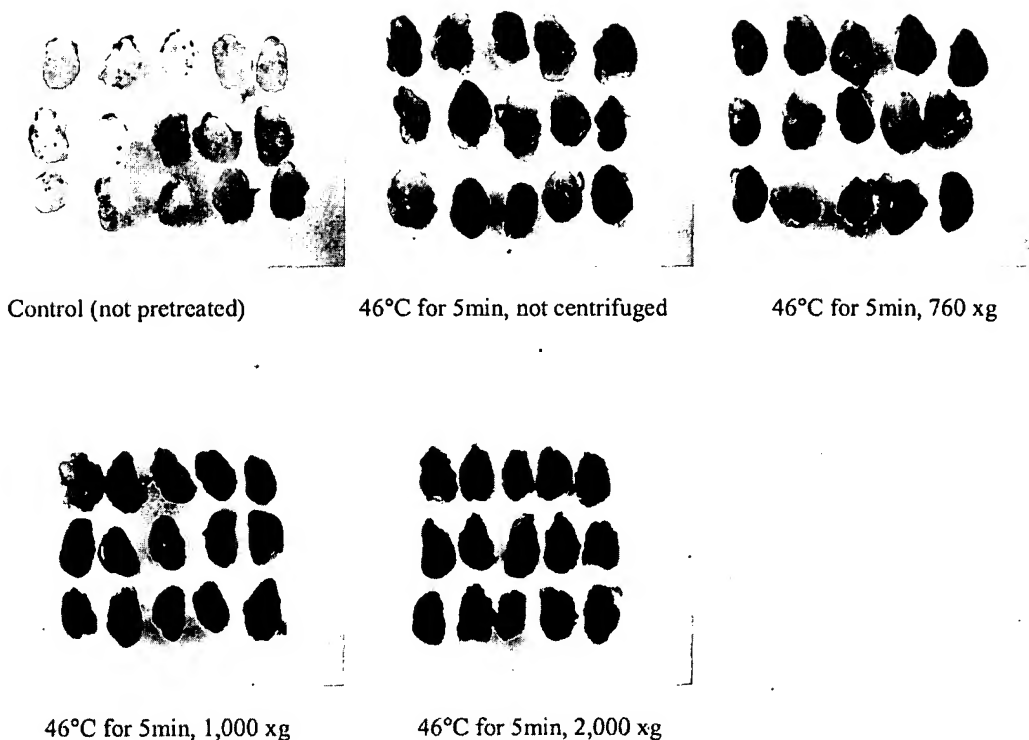 Control (not pretreated)
46°C for 5min, not centrifuged
46°C for 5min, 760 xg
46°C for 5min, 1,000 xg
46°C for 5min, 2,000 xg